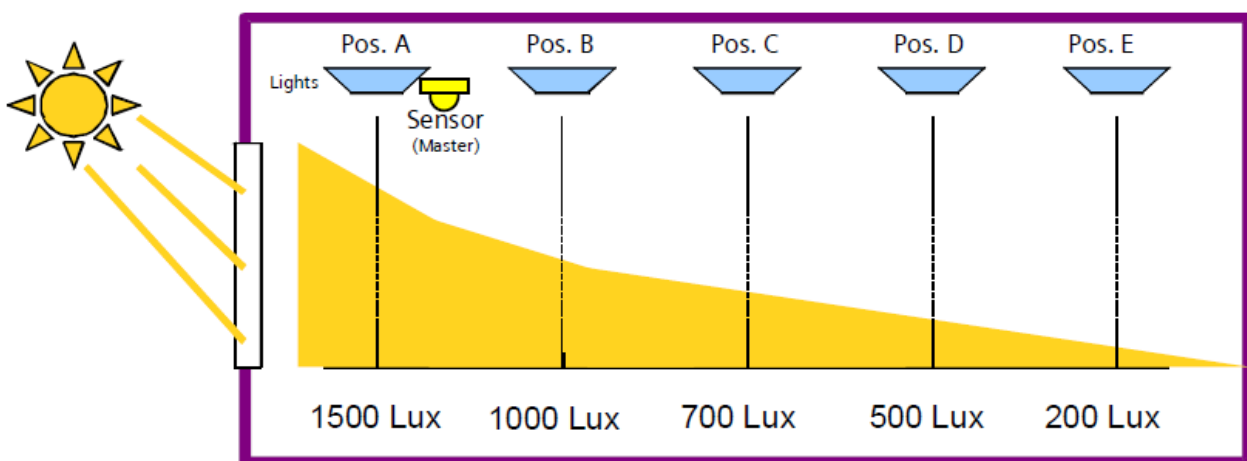 Pos. A Pos. B Pos. C Pos. D Pos. E
Lights
Sensor
(Master)
1500 Lux 1000 Lux 700 Lux 500 Lux 200 Lux